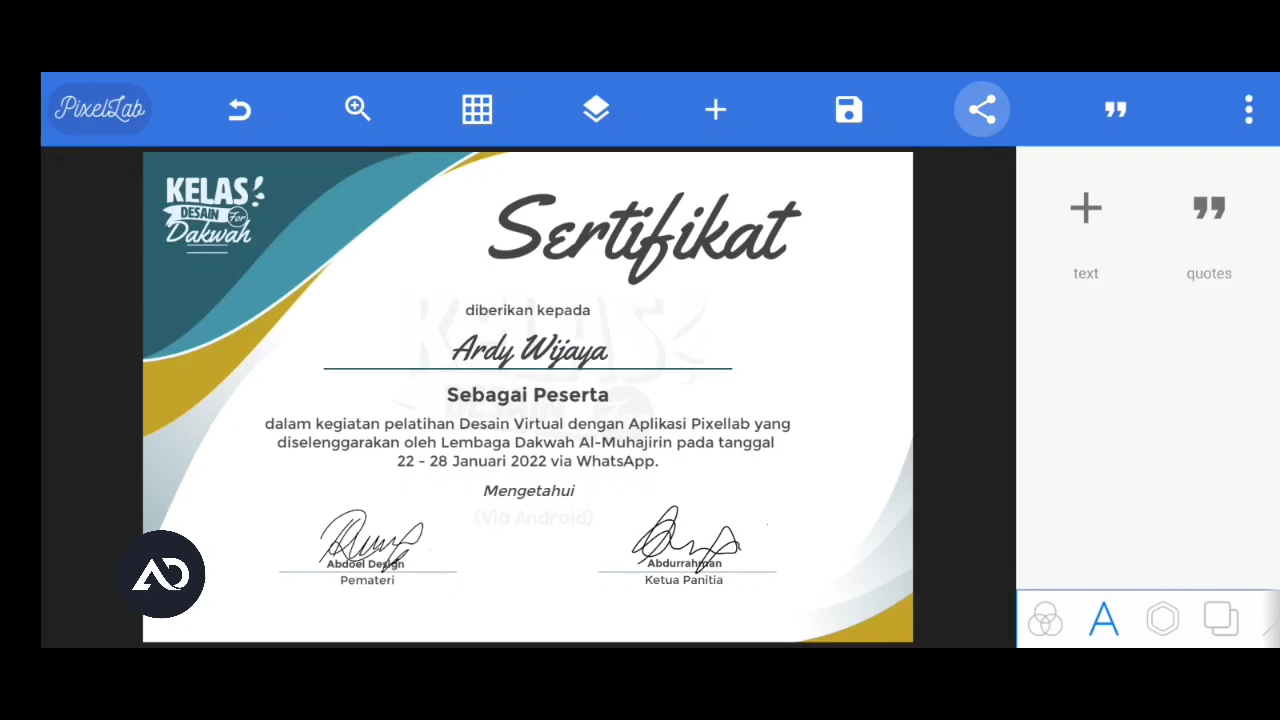 PixelLab
KELAS
DESAIN For
Dakwah
Sertifikat
diberikan kepada
Ardy Wijaya
Sebagai Peserta
dalam kegiatan pelatihan Desain Virtual dengan Aplikasi Pixellab yang
diselenggarakan oleh Lembaga Dakwah Al-Muhajirin pada tanggal
22 - 28 Januari 2022 via WhatsApp.
Mengetahui
(Via Android)
Abdoel Design
Pemateri
Abdurrahman
Ketua Panitia
text
quotes